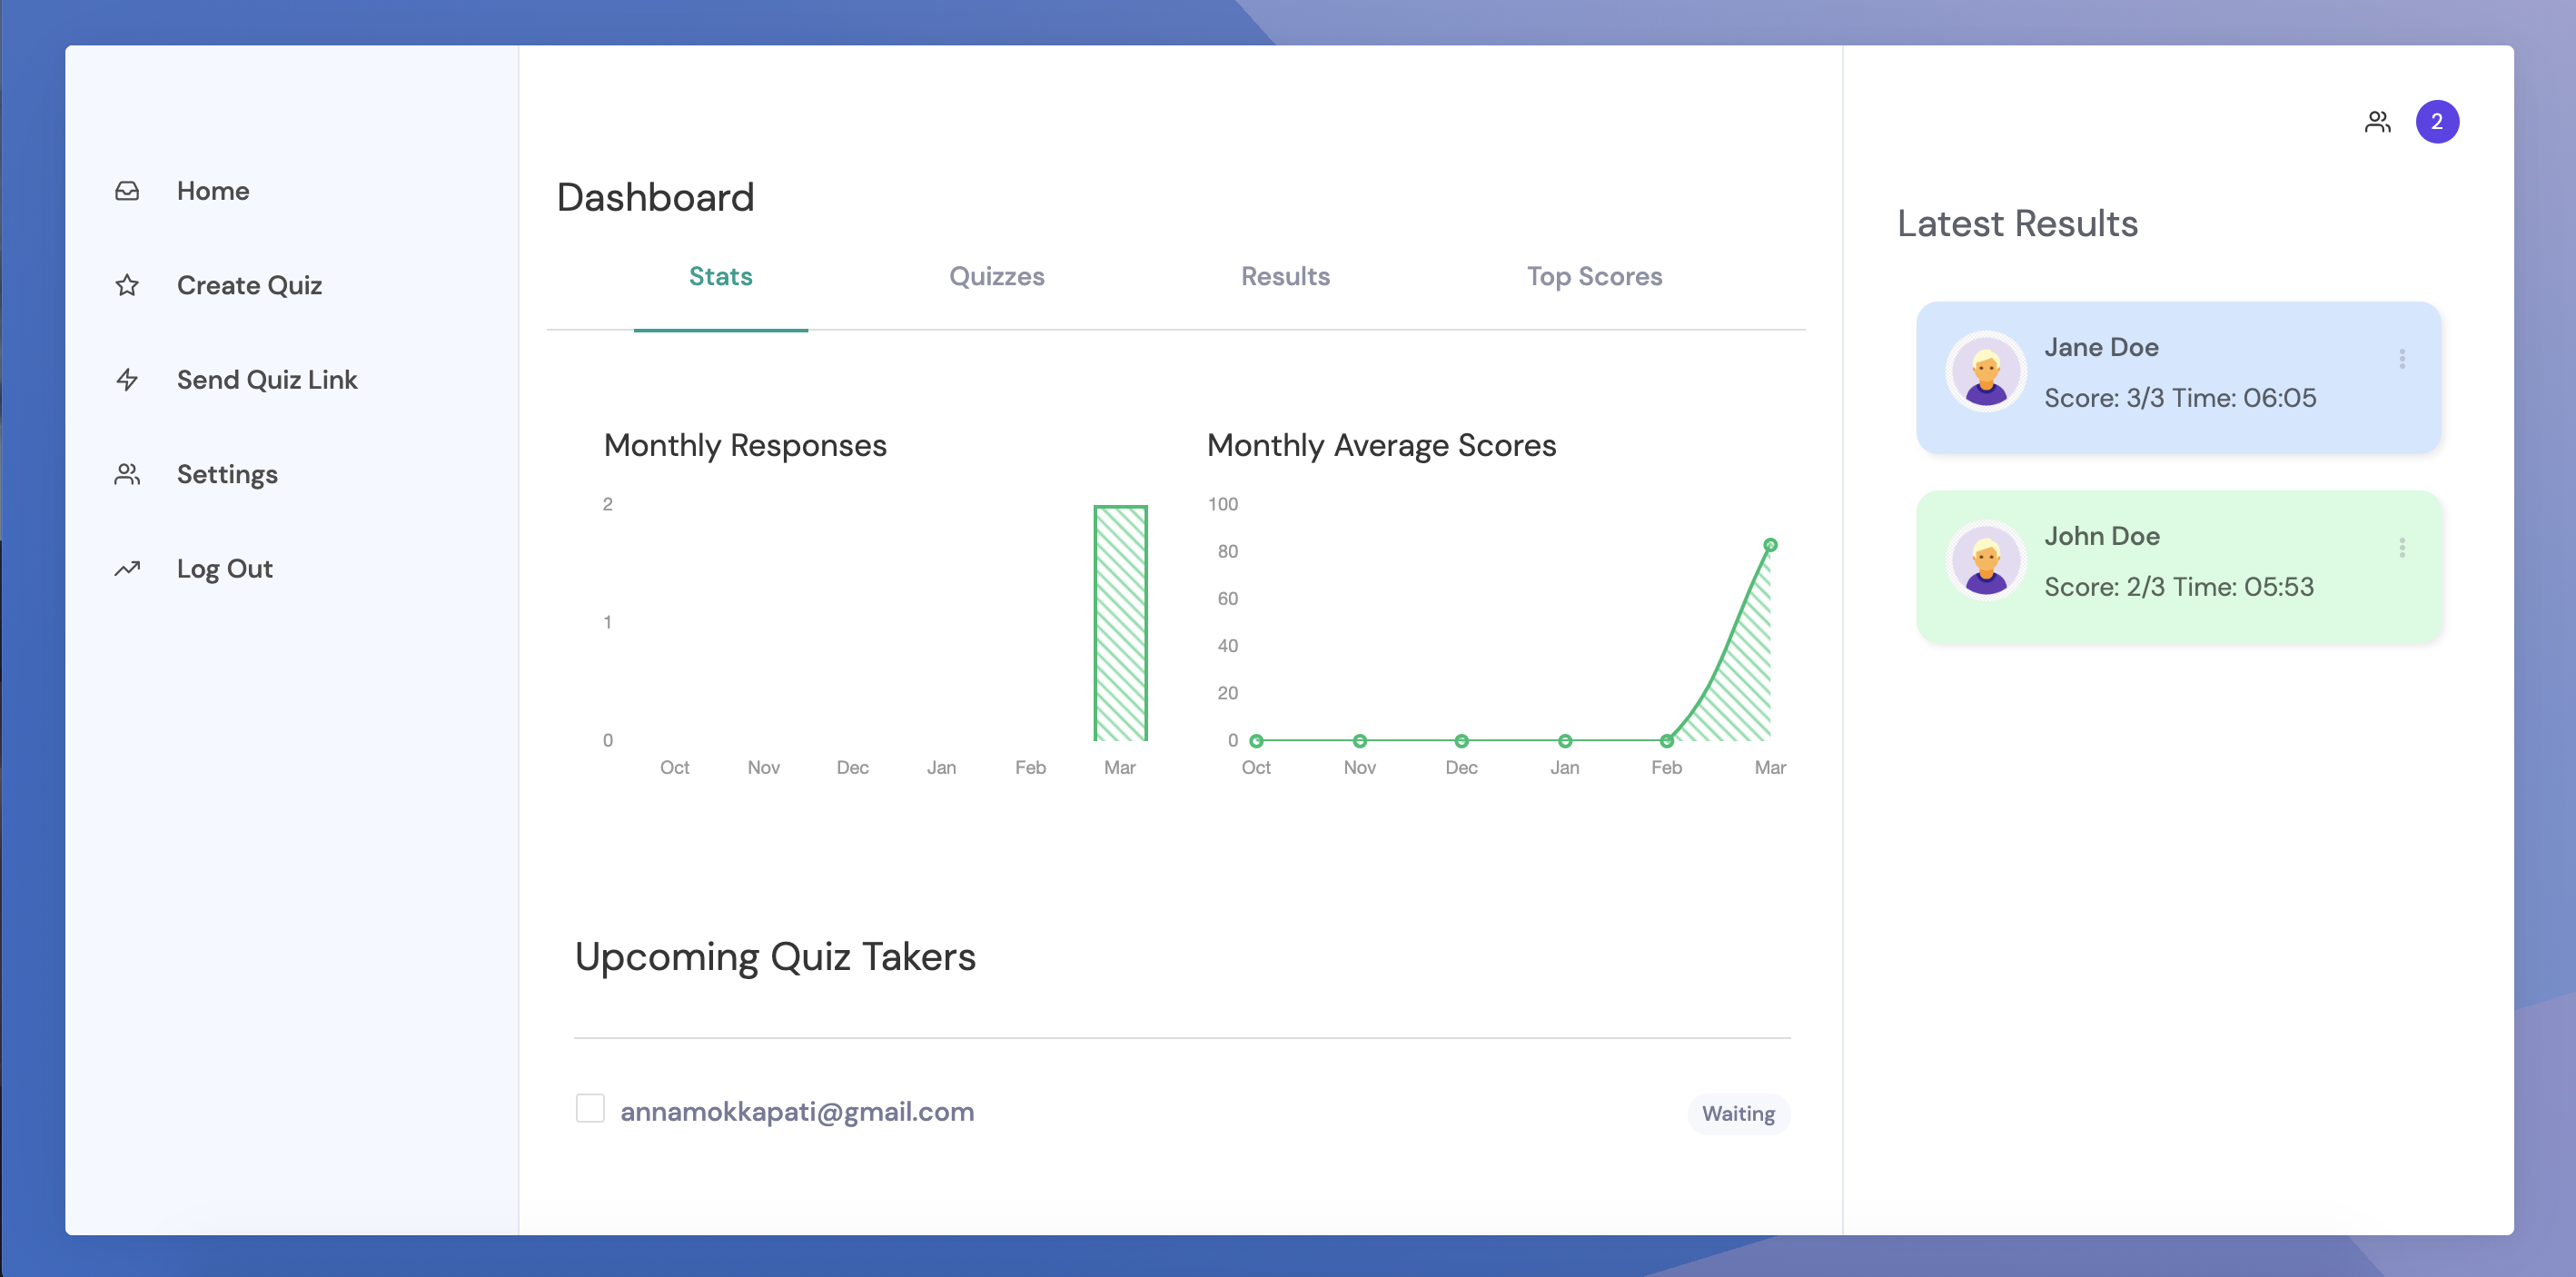 Home
Create Quiz
Send Quiz Link
Settings
Log Out
Dashboard
Stats Quizzes Results Top Scores
Monthly Responses
2
1
0
Oct Nov Dec Jan Feb Mar
Monthly Average Scores
100
80
60
40
20
0
Oct Nov Dec Jan Feb Mar
Upcoming Quiz Takers
annamokkapati@gmail.com Waiting
2
Latest Results
Jane Doe
Score: 3/3 Time: 06:05
John Doe
Score: 2/3 Time: 05:53